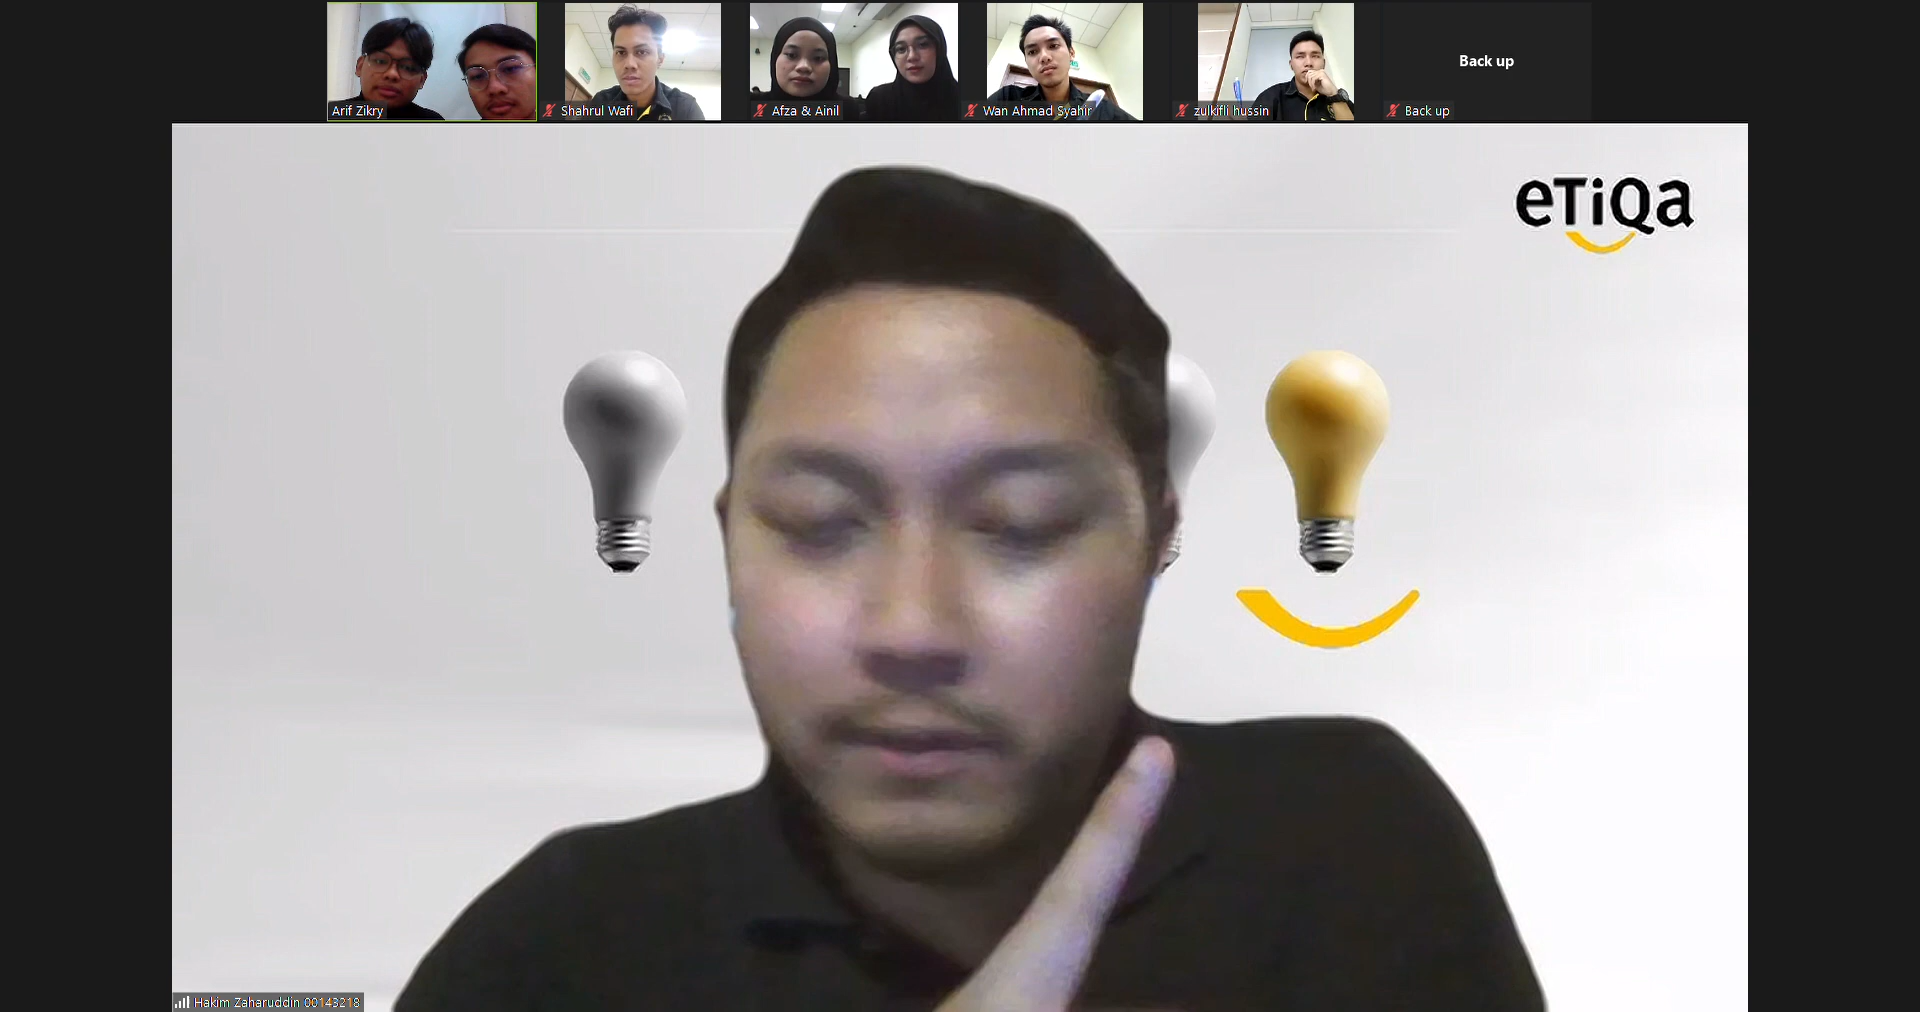 Back up
Arif Zikry
Shahrul Wafi
Afza & Ainil
Wan Ahmad Syahir
zulkifli hussin
Back up
eTiQa
Hakim Zaharuddin 00143218